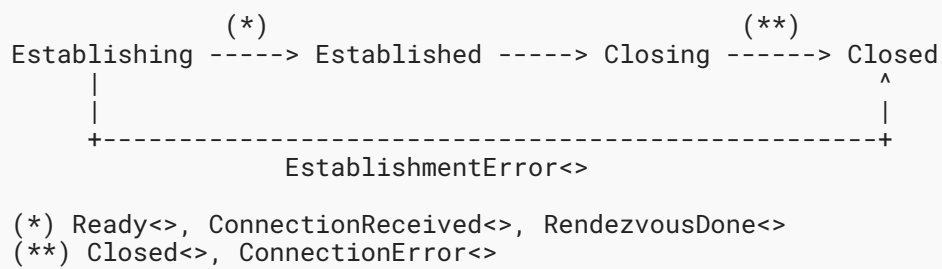 (*)                               (**)
Establishing -----> Established -----> Closing ------> Closed
     |                                                   ^
     |                                                   |
     +---------------------------------------------------+
                  EstablishmentError<>

(*) Ready<>, ConnectionReceived<>, RendezvousDone<>
(**) Closed<>, ConnectionError<>